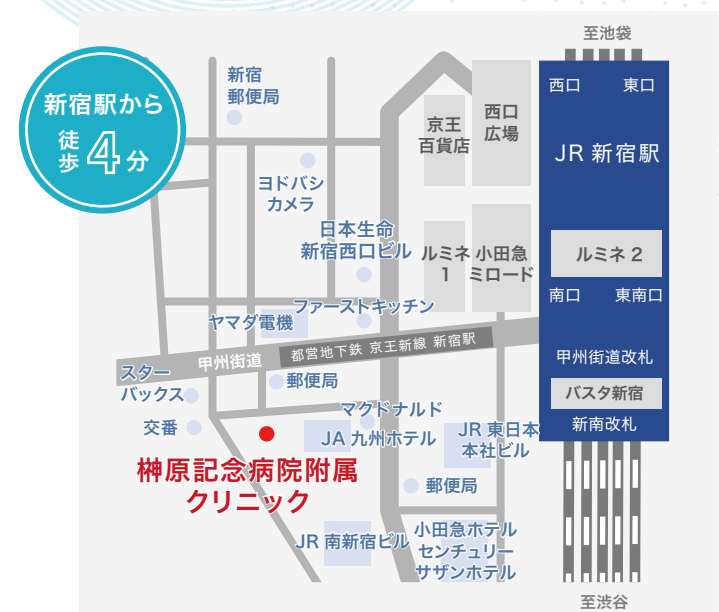 至池袋
新宿駅から
徒歩
4分
新宿
郵便局
西口
東口
京王
百貨店
西口
広場
JR 新宿駅
ヨドバシ
カメラ
日本生命
新宿西口ビル
ルミネ
1
小田急
ミロード
ルミネ 2
南口
東南口
ファーストキッチン
ヤマダ電機
甲州街道
都営地下鉄 京王新線 新宿駅
甲州街道改札
スター
バックス
郵便局
バスタ新宿
マクドナルド
交番
新南改札
JA 九州ホテル
JR 東日本
本社ビル
榊原記念病院附属
クリニック
郵便局
JR 南新宿ビル
小田急ホテル
センチュリー
サザンホテル
至渋谷